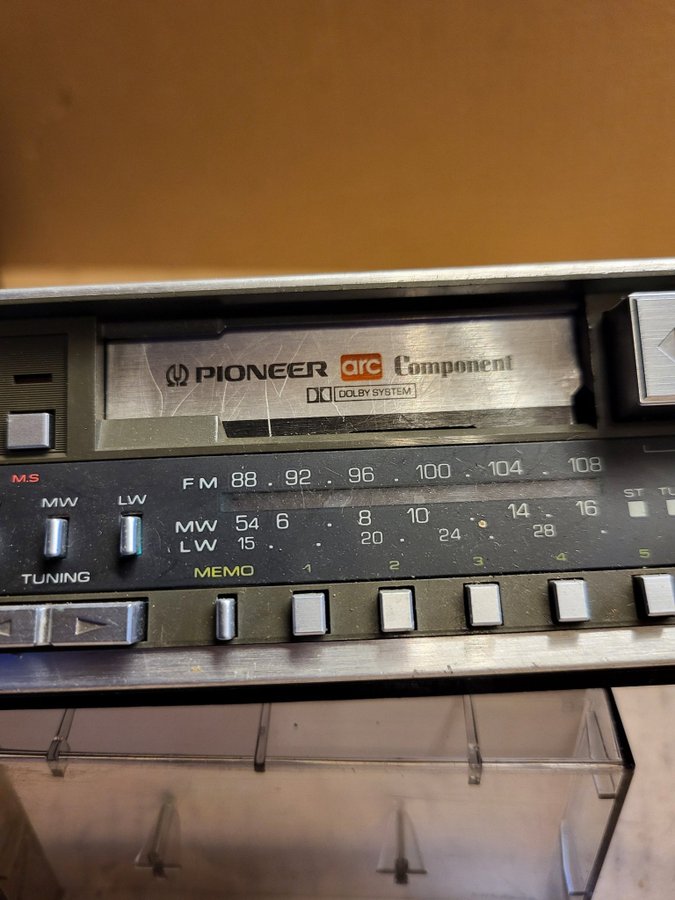 PIONEER arc Component
DOLBY SYSTEM
M.S
FM 88 . 92 . 96 . 100 . 104 . 108
ST
MW LW
MW 54 6 . 8 10 . 14 . 16
LW 15 . . 20 . 24 . 28
TUNING
MEMO 1 2 3 4 5